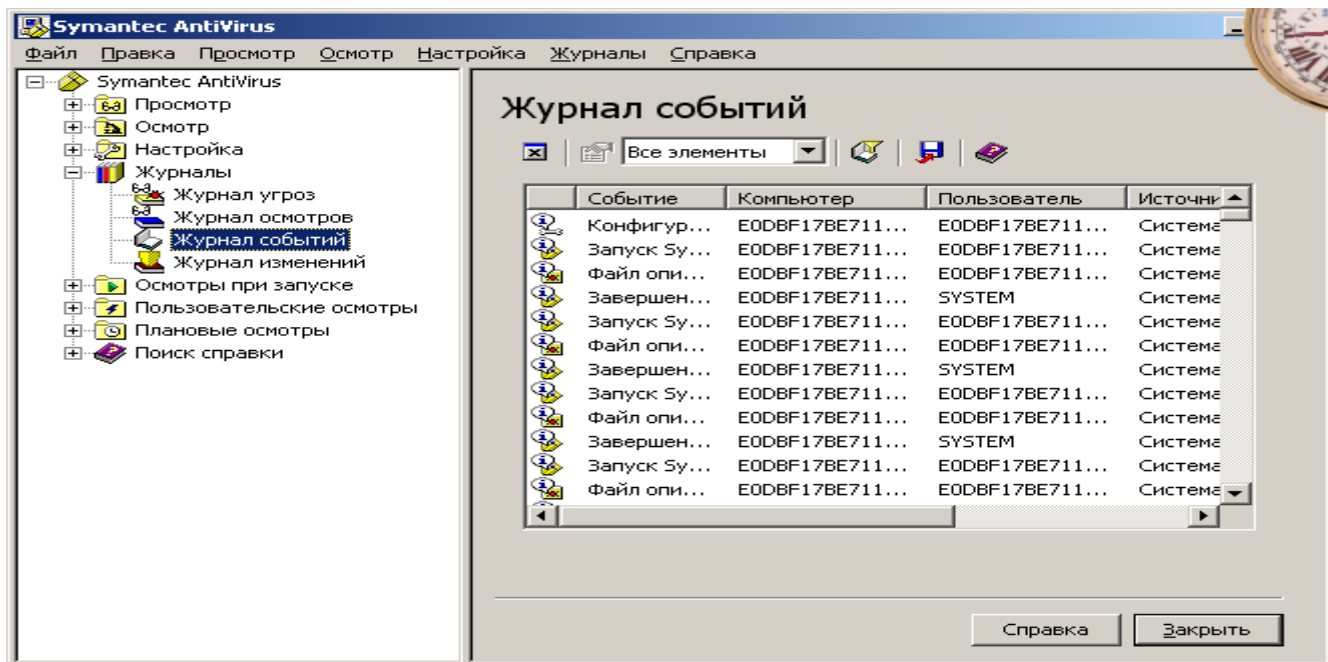 Symantec AntiVirus
Файл Правка Просмотр Осмотр Настройка Журналы Справка
Symantec AntiVirus
Просмотр
Осмотр
Настройка
Журналы
Журнал угроз
Журнал осмотров
Журнал событий
Журнал изменений
Осмотры при запуске
Пользовательские осмотры
Плановые осмотры
Поиск справки
Журнал событий
Все элементы
Событие Компьютер Пользователь Источни
Конфигур... E0DBF17BE711... E0DBF17BE711... Система
Запуск Sy... E0DBF17BE711... E0DBF17BE711... Система
Файл опи... E0DBF17BE711... E0DBF17BE711... Система
Завершен... E0DBF17BE711... SYSTEM Система
Запуск Sy... E0DBF17BE711... E0DBF17BE711... Система
Файл опи... E0DBF17BE711... E0DBF17BE711... Система
Завершен... E0DBF17BE711... SYSTEM Система
Запуск Sy... E0DBF17BE711... E0DBF17BE711... Система
Файл опи... E0DBF17BE711... E0DBF17BE711... Система
Завершен... E0DBF17BE711... SYSTEM Система
Запуск Sy... E0DBF17BE711... E0DBF17BE711... Система
Файл опи... E0DBF17BE711... E0DBF17BE711... Система
Справка Закрыть